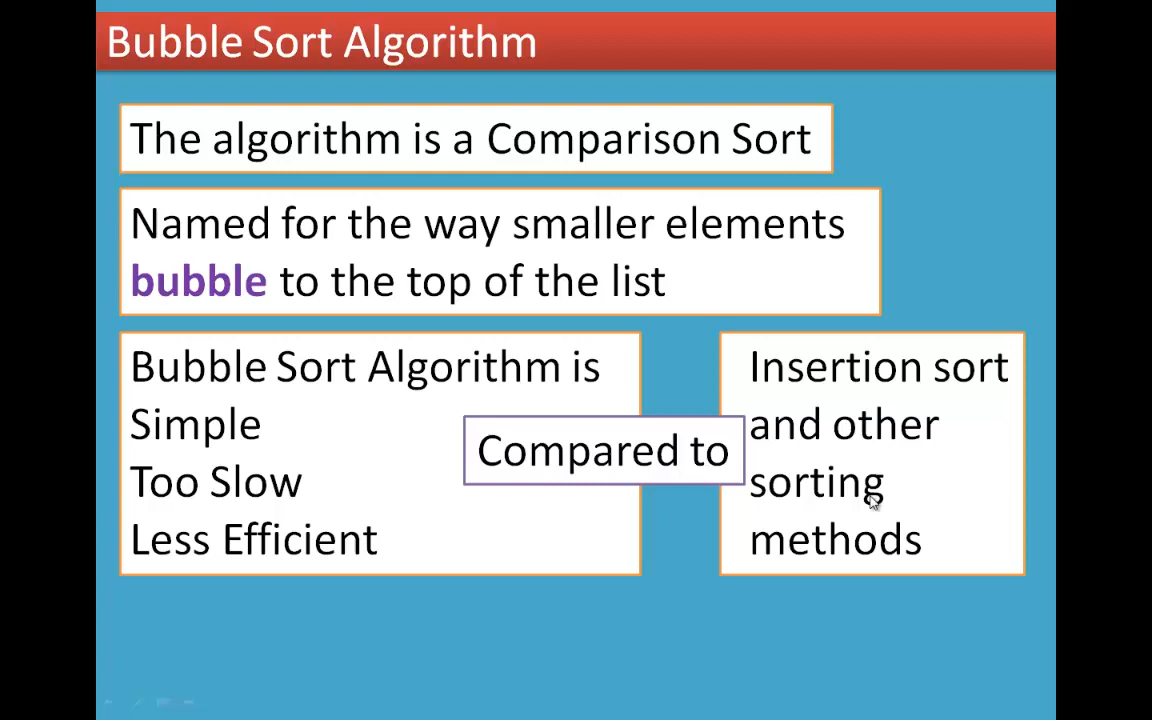 Bubble Sort Algorithm
The algorithm is a Comparison Sort
Named for the way smaller elements
bubble to the top of the list
Bubble Sort Algorithm is
Simple
Too Slow
Less Efficient
Compared to
Insertion sort
and other
sorting
methods